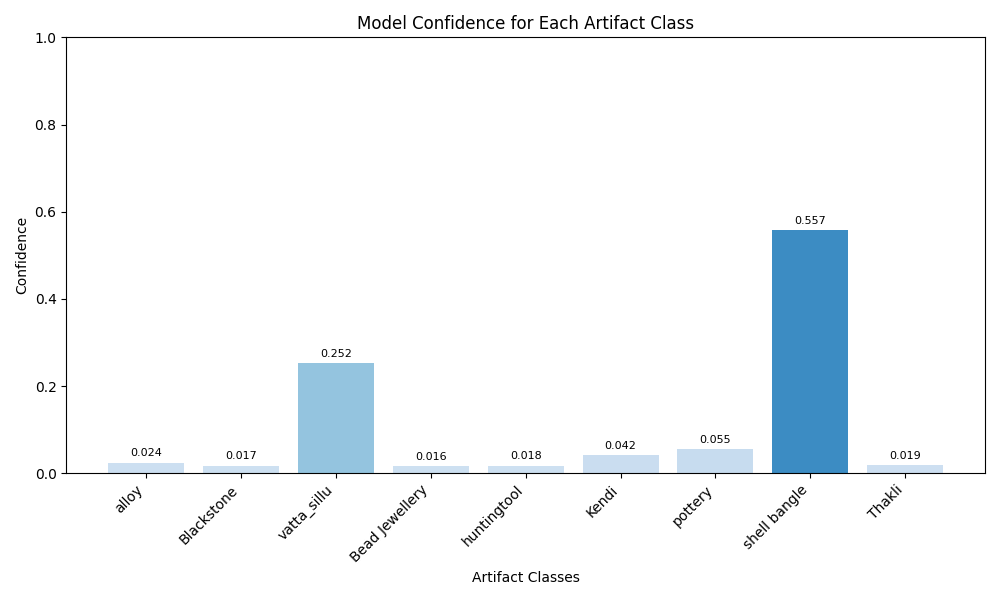 Model Confidence for Each Artifact Class
1.0
0.8
0.6
0.4
0.2
0.0
Confidence
0.024
0.017
0.252
0.016
0.018
0.042
0.055
0.557
0.019
alloy
Blackstone
vatta_sillu
Bead Jewellery
huntingtool
Kendi
pottery
shell bangle
Thakli
Artifact Classes